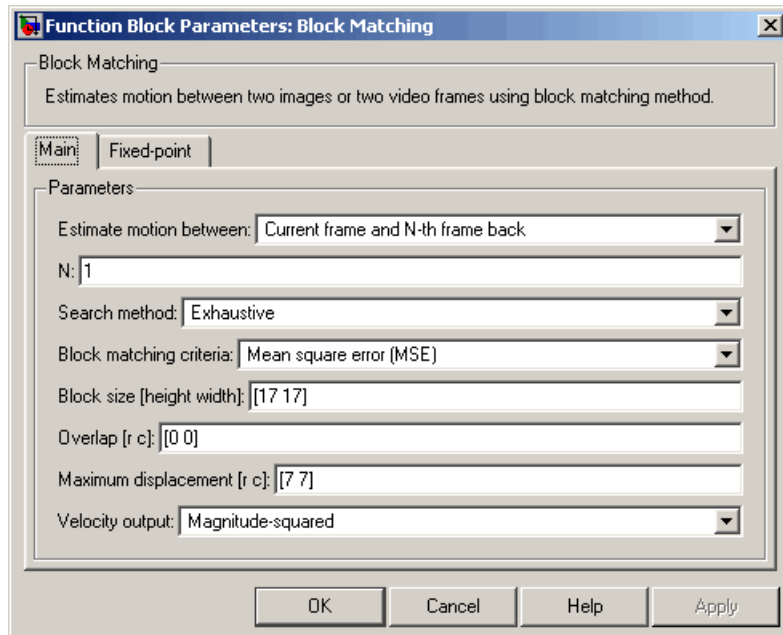 Function Block Parameters: Block Matching
Block Matching
Estimates motion between two images or two video frames using block matching method.
Main Fixed-point
Parameters
Estimate motion between: Current frame and N-th frame back
N: 1
Search method: Exhaustive
Block matching criteria: Mean square error (MSE)
Block size [height width]: [17 17]
Overlap [r c]: [0 0]
Maximum displacement [r c]: [7 7]
Velocity output: Magnitude-squared
OK Cancel Help Apply